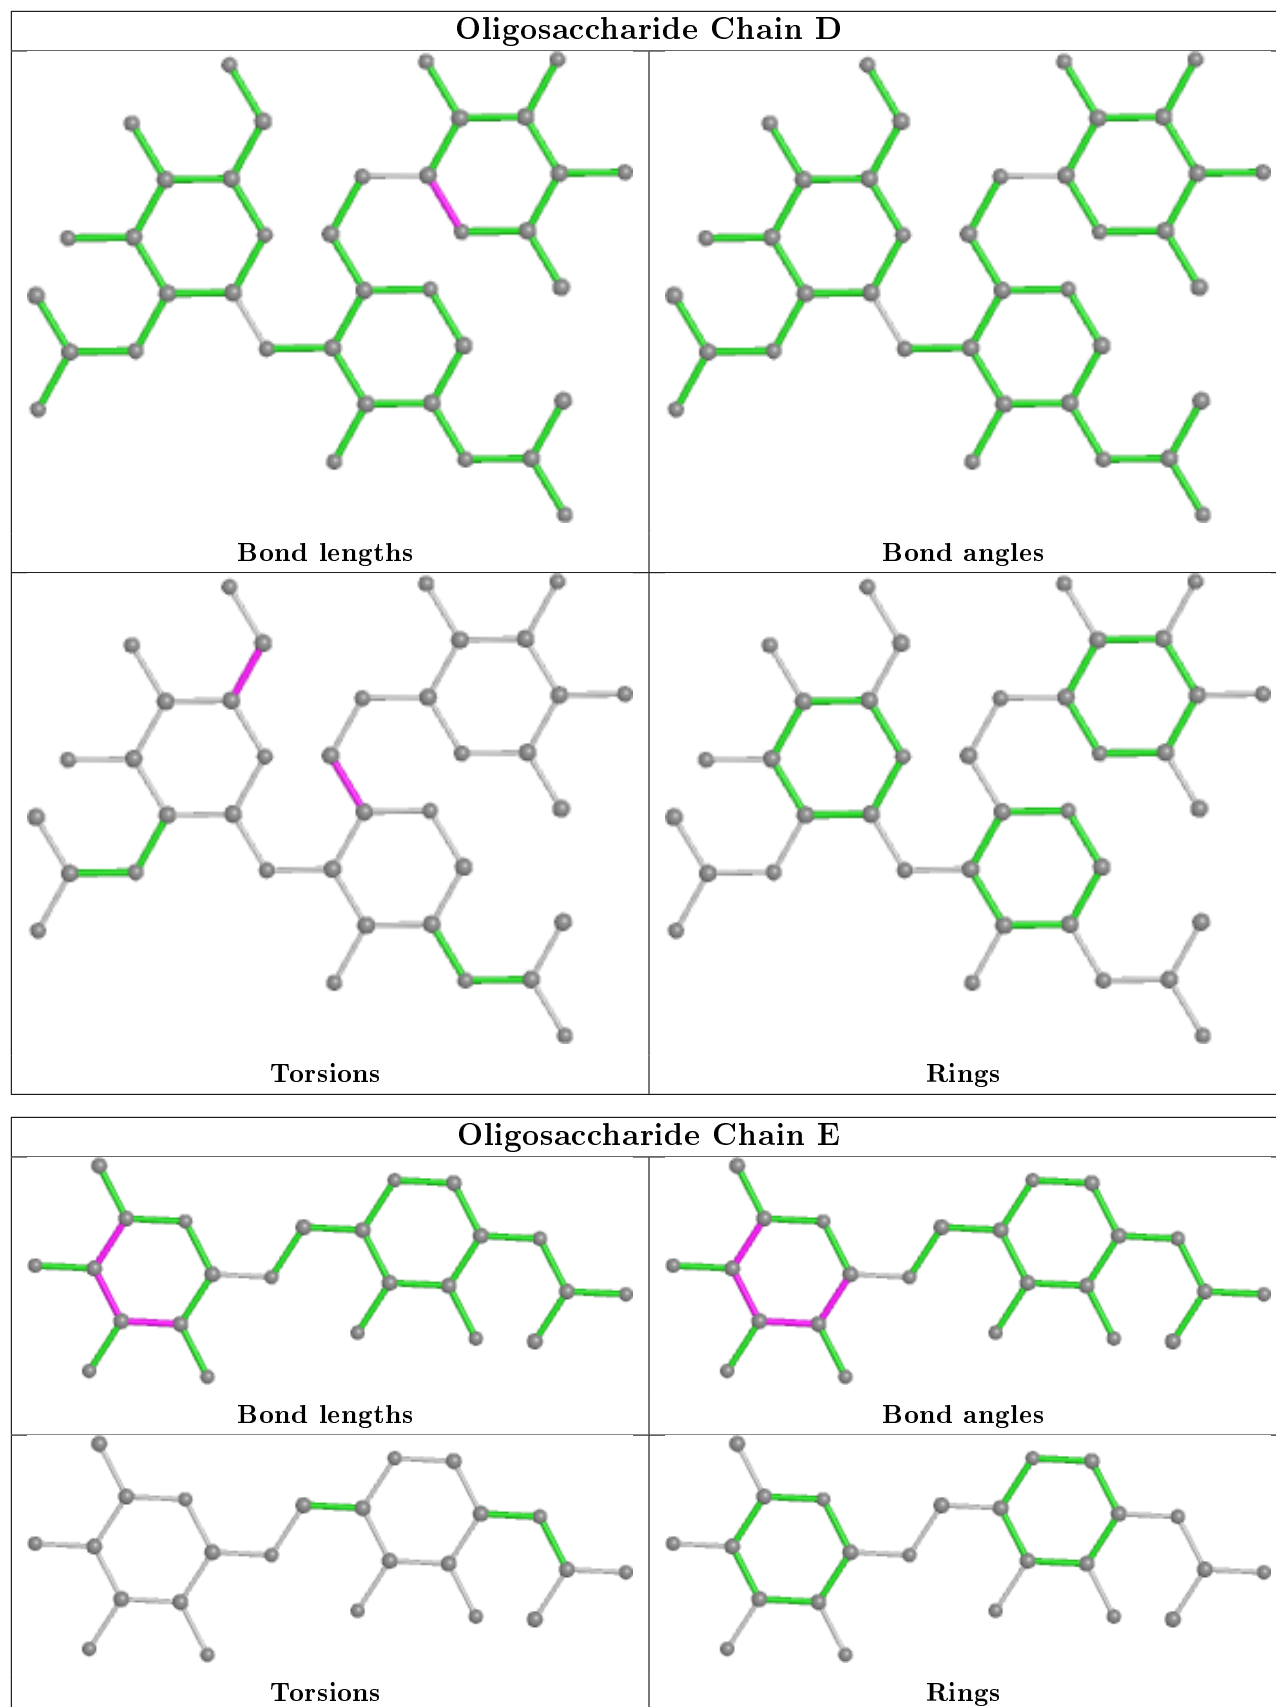 Oligosaccharide Chain D
Bond lengths
Bond angles
Torsions
Rings
Oligosaccharide Chain E
Bond lengths
Bond angles
Torsions
Rings